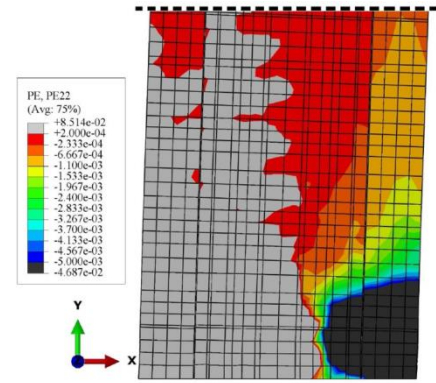 PE, PE22
(Avg: 75%)
+8.514e-02
+2.000e-04
-2.333e-04
-6.667e-04
-1.100e-03
-1.533e-03
-1.967e-03
-2.400e-03
-2.833e-03
-3.267e-03
-3.700e-03
-4.133e-03
-4.567e-03
-5.000e-03
-4.687e-02
Y
X